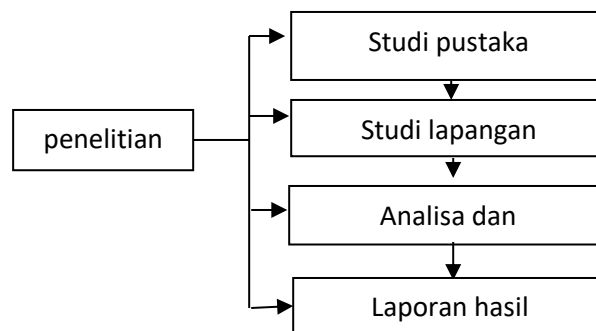 Studi pustaka
Studi lapangan
penelitian
Analisa dan
Laporan hasil